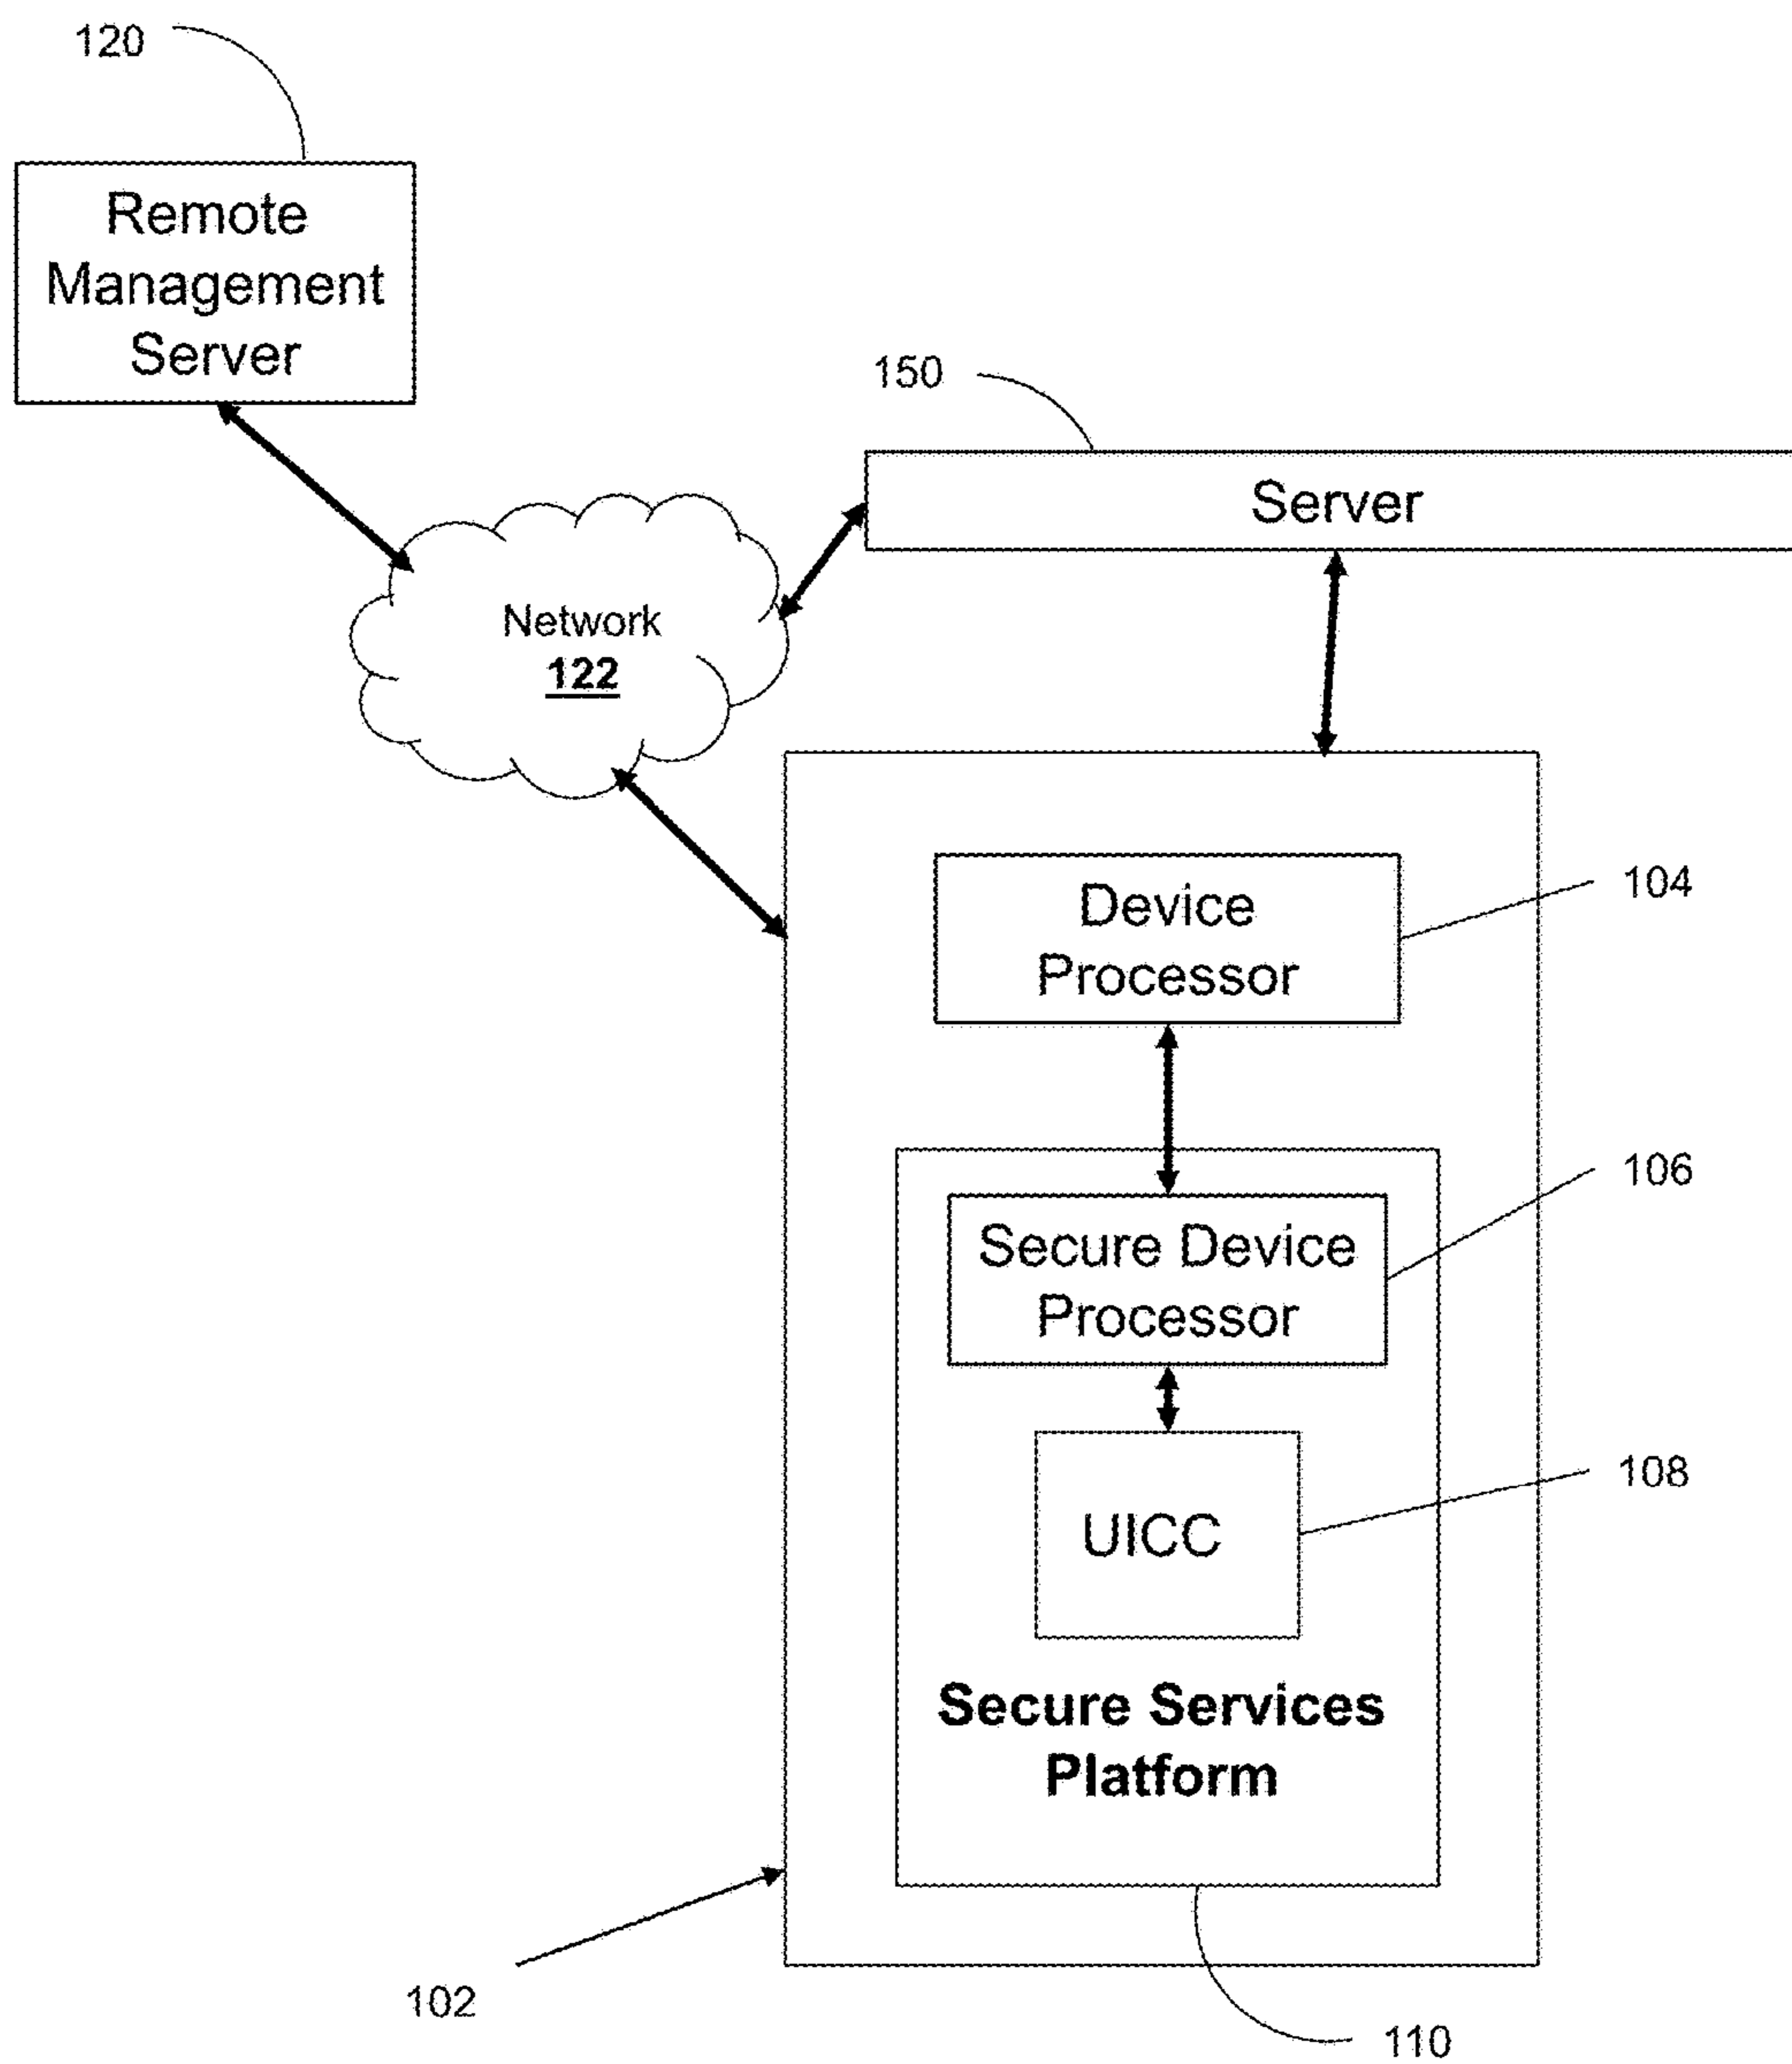 120
Remote
Management
Server
150
Server
Network
122
Device
Processor
104
106
Secure Device
Processor
108
UICC
Secure Services
Platform
102
110